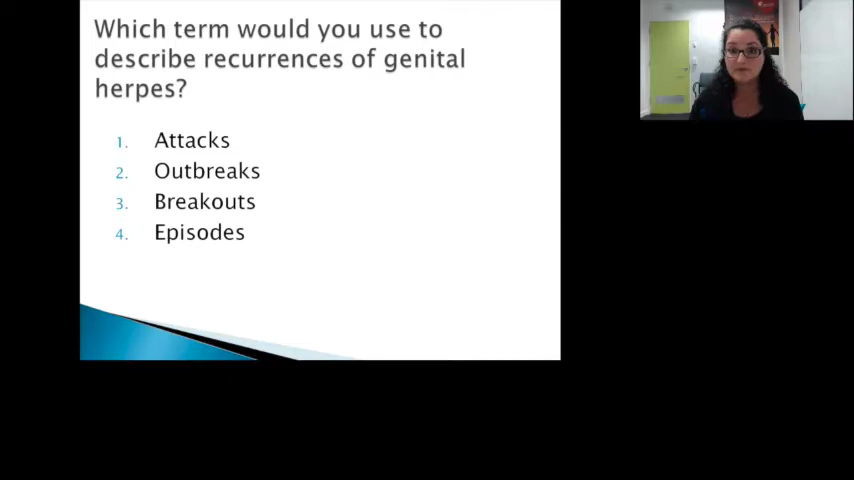 Which term would you use to
describe recurrences of genital
herpes?
1. Attacks
2. Outbreaks
3. Breakouts
4. Episodes